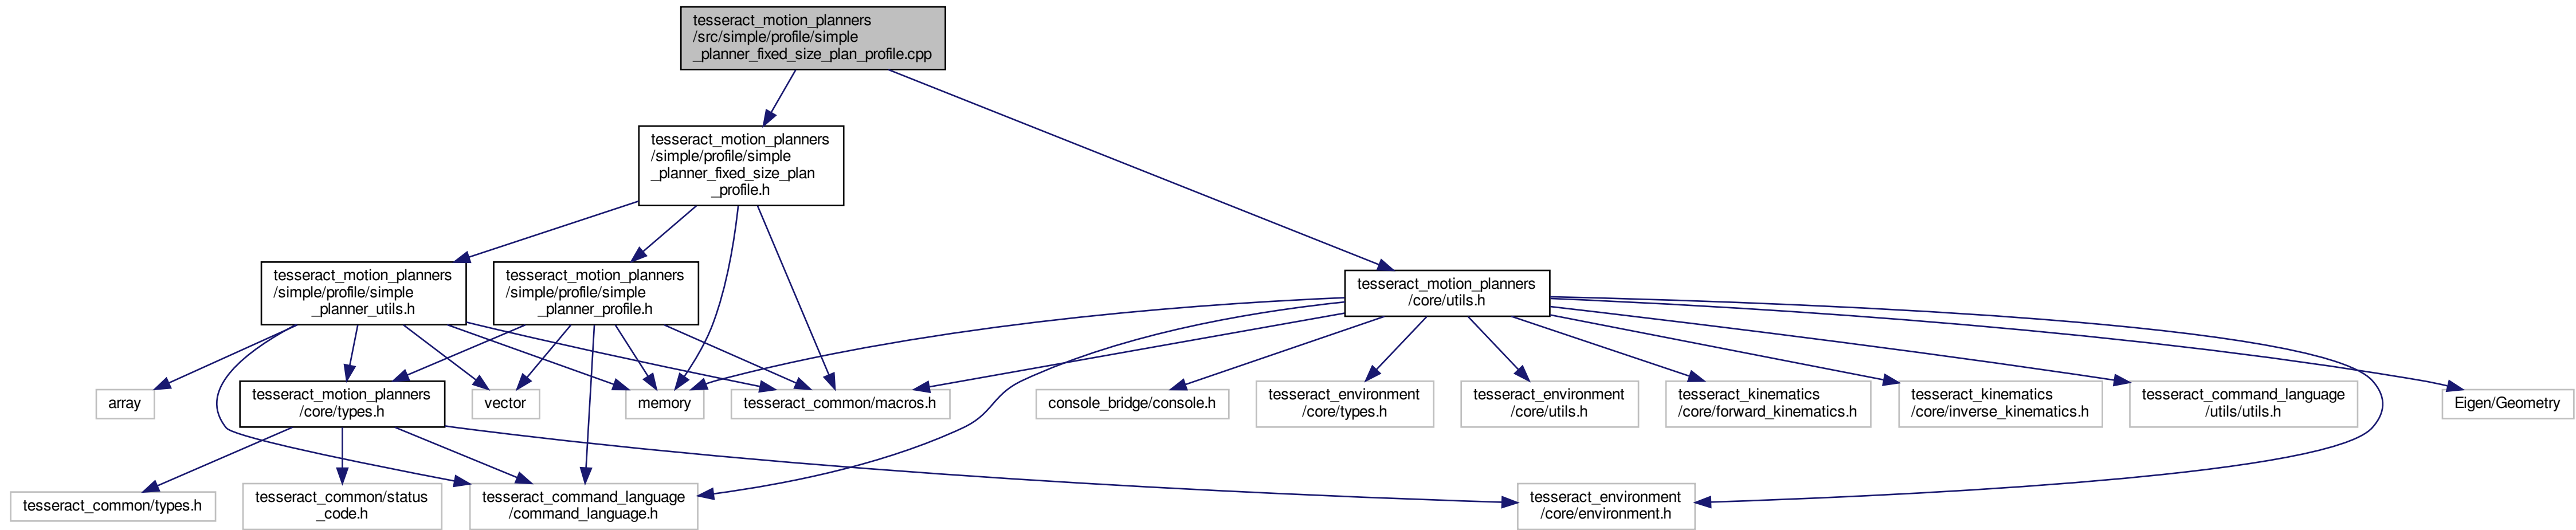 tesseract_motion_planners
/src/simple/profile/simple
_planner_fixed_size_plan_profile.cpp
tesseract_motion_planners
/simple/profile/simple
_planner_fixed_size_plan
_profile.h
tesseract_motion_planners
/simple/profile/simple
_planner_utils.h
tesseract_motion_planners
/simple/profile/simple
_planner_profile.h
tesseract_motion_planners
/core/utils.h
array
tesseract_motion_planners
/core/types.h
vector
memory
tesseract_common/macros.h
console_bridge/console.h
tesseract_environment
/core/types.h
tesseract_environment
/core/utils.h
tesseract_kinematics
/core/forward_kinematics.h
tesseract_kinematics
/core/inverse_kinematics.h
tesseract_command_language
/utils/utils.h
Eigen/Geometry
tesseract_common/types.h
tesseract_common/status
_code.h
tesseract_command_language
/command_language.h
tesseract_environment
/core/environment.h